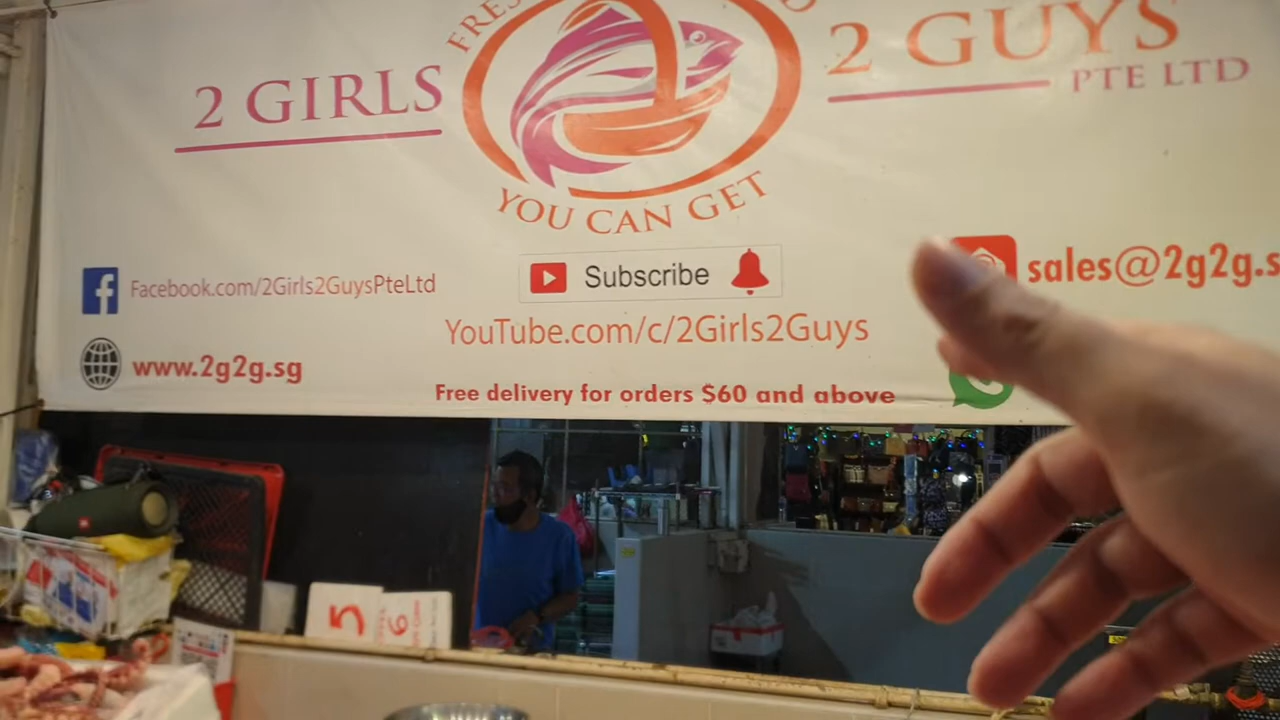 2 GIRLS
YOU CAN GET
2 GUYS
PTE LTD
Facebook.com/2Girls2GuysPteLtd
Subscribe
sales@2g2g.s
YouTube.com/c/2Girls2Guys
www.2g2g.sg
Free delivery for orders $60 and above
5
6